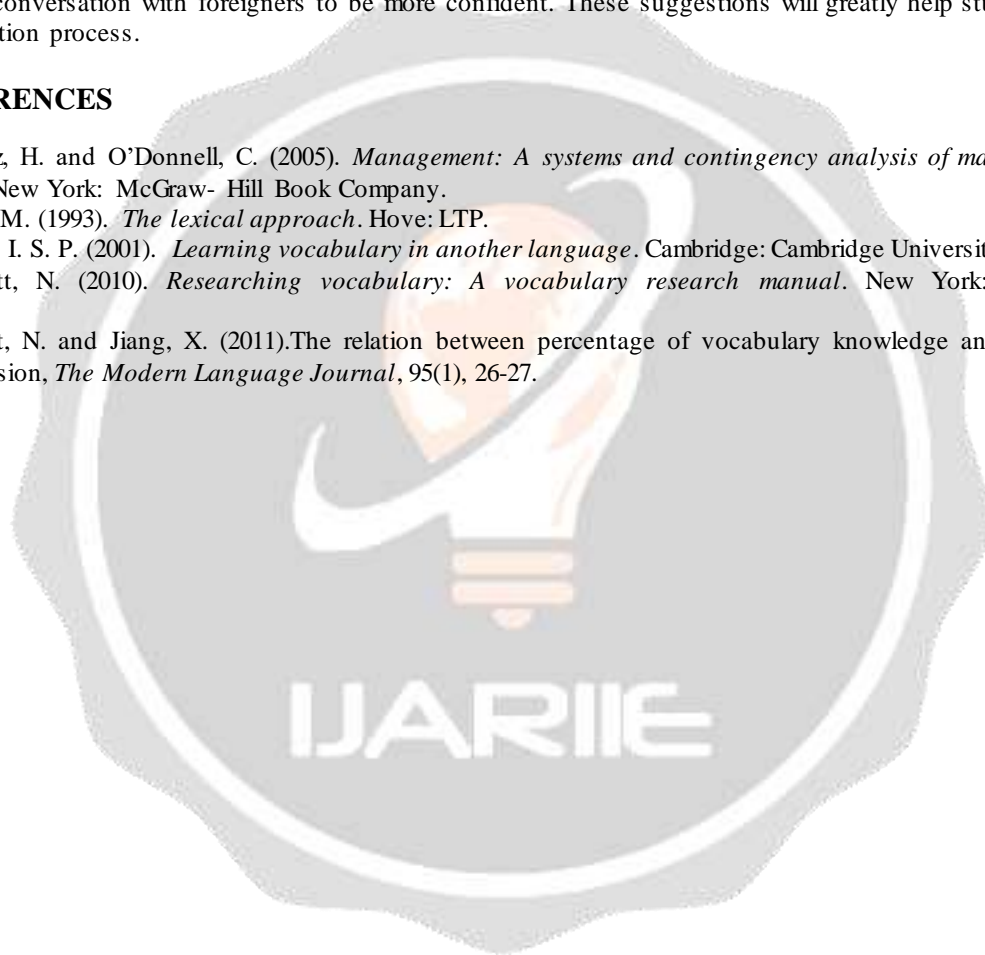 conversation with foreigners to be more confident. These suggestions will greatly help stu
tion process.
RENCES
z, H. and O’Donnell, C. (2005). Management: A systems and contingency analysis of ma
New York: McGraw- Hill Book Company.
M. (1993). The lexical approach. Hove: LTP.
I. S. P. (2001). Learning vocabulary in another language. Cambridge: Cambridge Universit
tt, N. (2010). Researching vocabulary: A vocabulary research manual. New York:
t, N. and Jiang, X. (2011).The relation between percentage of vocabulary knowledge an
sion, The Modern Language Journal, 95(1), 26-27.
IJARIIE